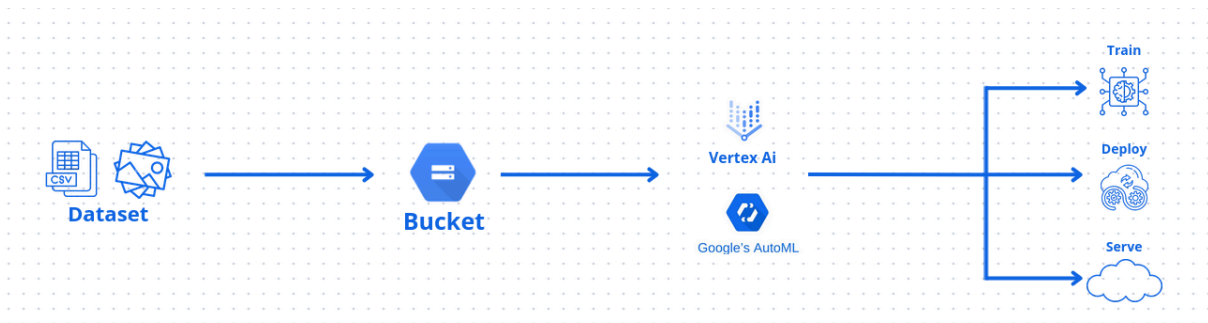 CSV
Dataset
Bucket
Vertex Ai
Google's AutoML
Train
Deploy
Serve